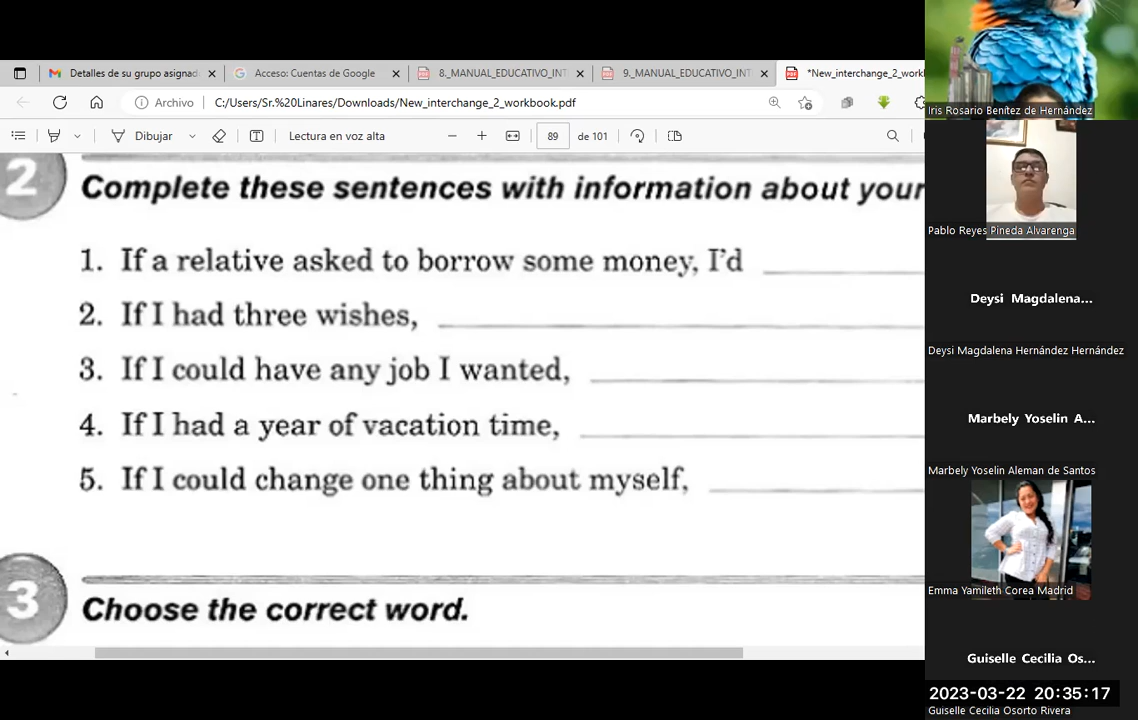 Detalles de su grupo asignad
Acceso: Cuentas de Google
8._MANUAL_EDUCATIVO_INT
9._MANUAL_EDUCATIVO_INT
*New_interchange_2_workl
Archivo
C:/Users/Sr.%20Linares/Downloads/New_interchange_2_workbook.pdf
Dibujar
Lectura en voz alta
89
de 101
2
Complete these sentences with information about your
1. If a relative asked to borrow some money, I'd
2. If I had three wishes,
3. If I could have any job I wanted,
4. If I had a year of vacation time,
5. If I could change one thing about myself,
3
Choose the correct word.
Iris Rosario Benítez de Hernández
Pablo Reyes Pineda Alvarenga
Deysi Magdalena...
Deysi Magdalena Hernández Hernández
Marbely Yoselin A...
Marbely Yoselin Aleman de Santos
Emma Yamileth Corea Madrid
Guiselle Cecilia Os...
2023-03-22 20:35:17
Guiselle Cecilia Osorto Rivera